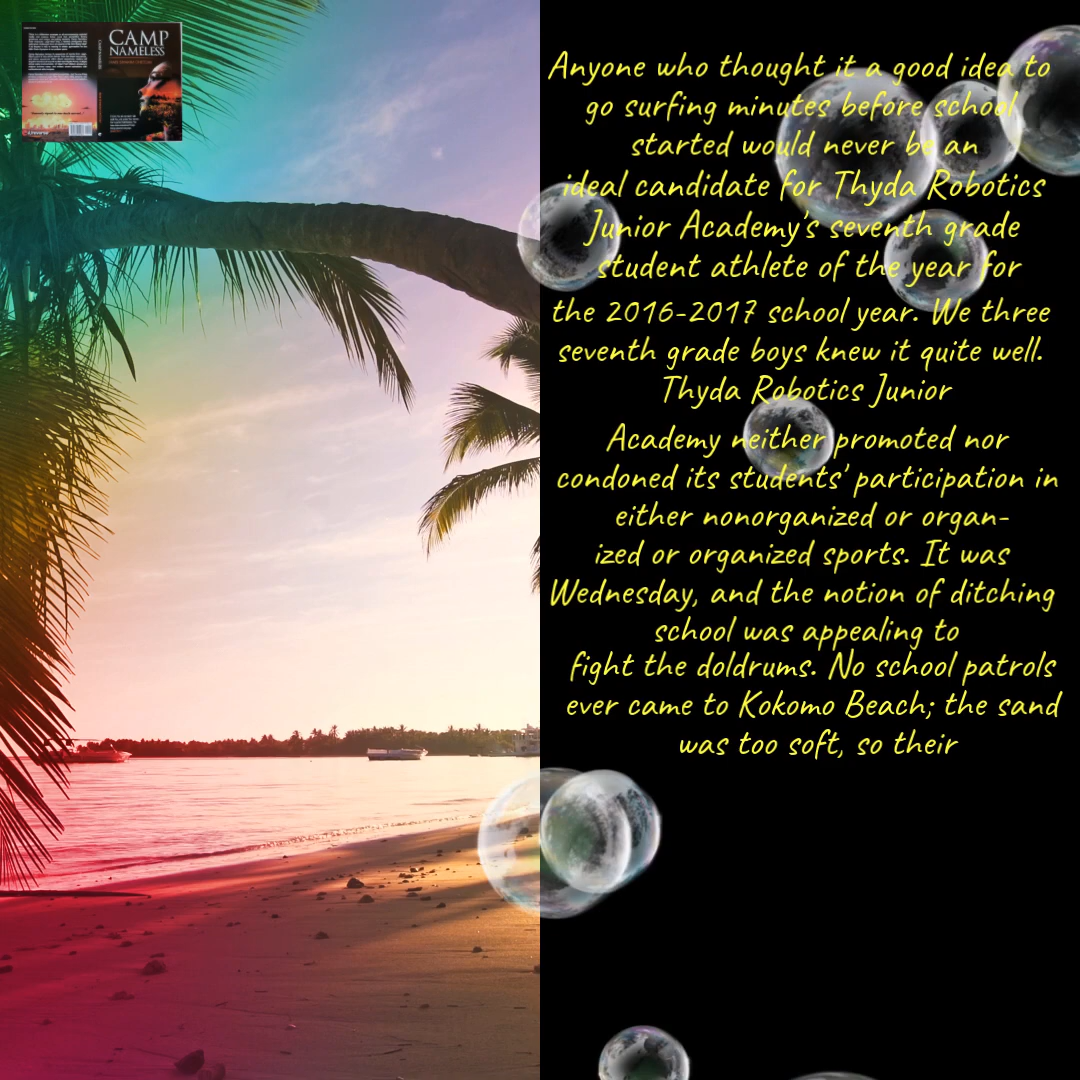 CAMP
NAMELESS
Anyone who thought it a good idea to
go surfing minutes before school
started would never be an
ideal candidate for Thyda Robotics
Junior Academy's seventh grade
student athlete of the year for
the 2016-2017 school year. We three
seventh grade boys knew it quite well.
Thyda Robotics Junior
Academy neither promoted nor
condoned its students' participation in
either nonorganized or organ-
ized or organized sports. It was
Wednesday, and the notion of ditching
school was appealing to
fight the doldrums. No school patrols
ever came to Kokomo Beach; the sand
was too soft, so their